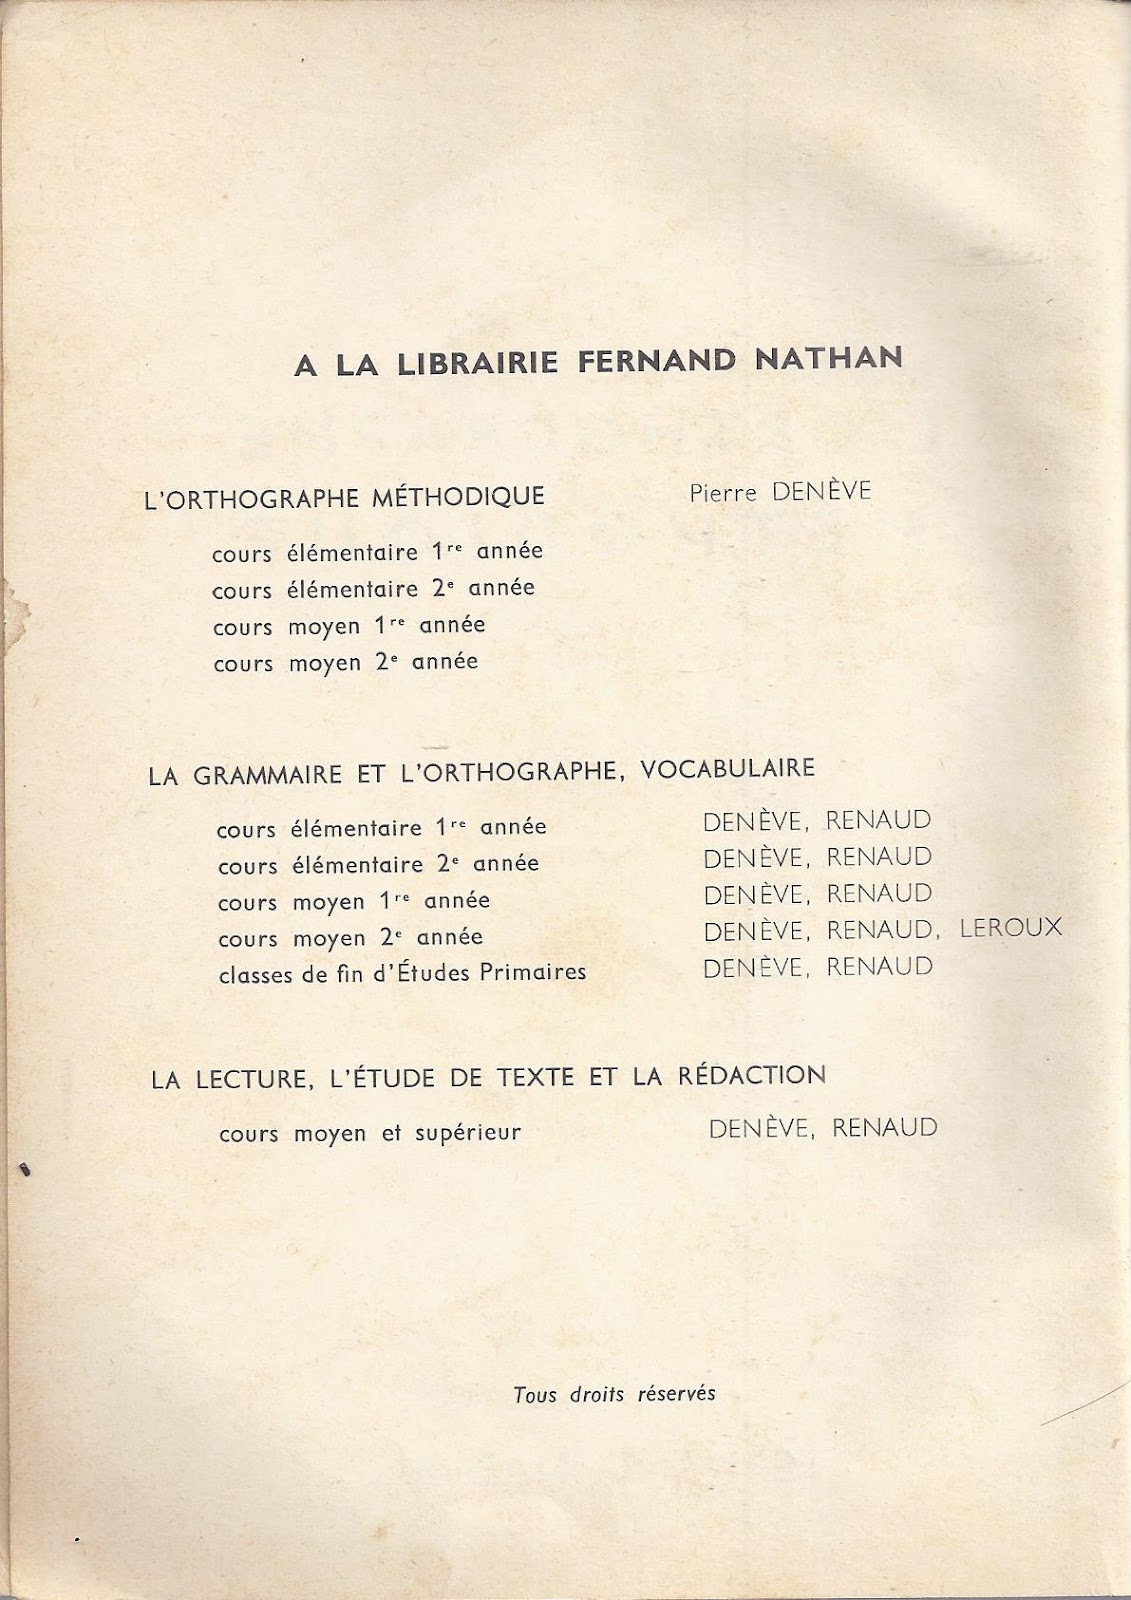 A LA LIBRAIRIE FERNAND NATHAN
L'ORTHOGRAPHE MÉTHODIQUE Pierre DENÈVE
cours élémentaire 1re année
cours élémentaire 2e année
cours moyen 1re année
cours moyen 2e année
LA GRAMMAIRE ET L'ORTHOGRAPHE, VOCABULAIRE
cours élémentaire 1re année DENÈVE, RENAUD
cours élémentaire 2e année DENÈVE, RENAUD
cours moyen 1re année DENÈVE, RENAUD
cours moyen 2e année DENÈVE, RENAUD, LEROUX
classes de fin d'Études Primaires DENÈVE, RENAUD
LA LECTURE, L'ÉTUDE DE TEXTE ET LA RÉDACTION
cours moyen et supérieur DENÈVE, RENAUD
Tous droits réservés